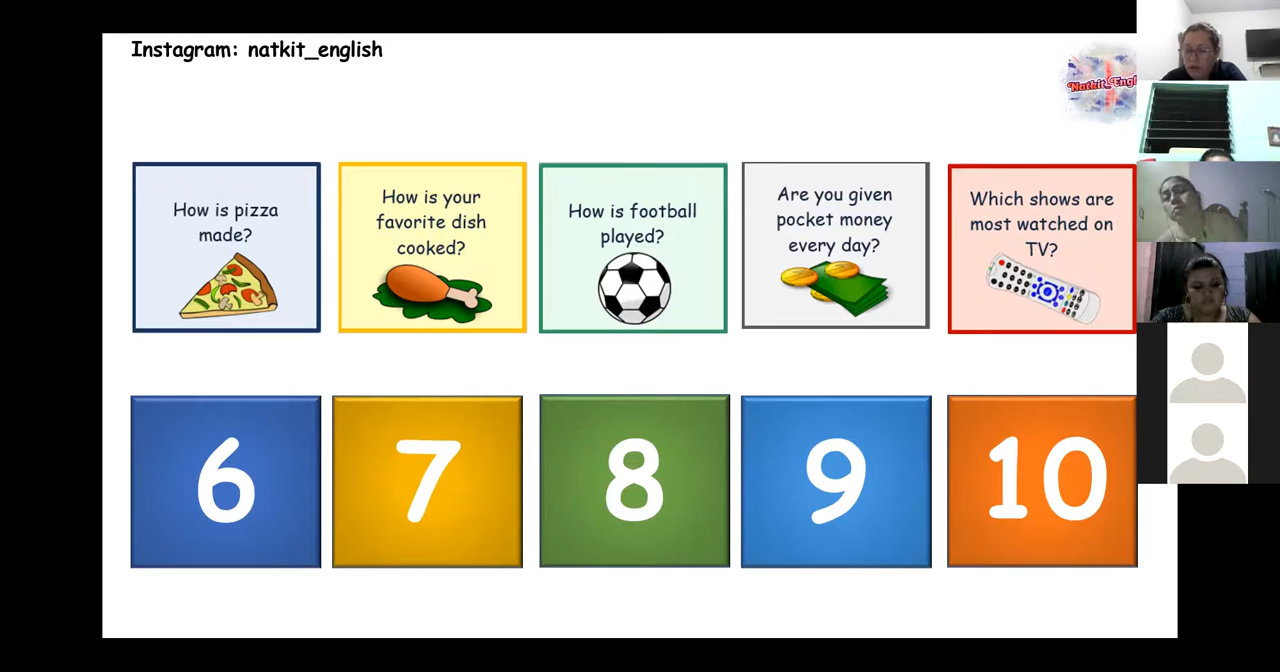 Instagram: natkit_english
Natkit_Engl
How is pizza
made?
How is your
favorite dish
cooked?
How is football
played?
Are you given
pocket money
every day?
Which shows are
most watched on
TV?
6
7
8
9
10